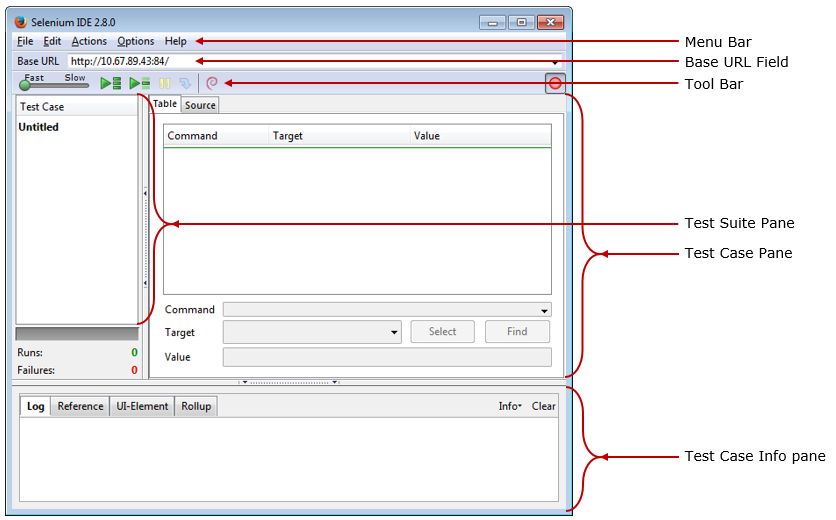 Selenium IDE 2.8.0
File Edit Actions Options Help
Menu Bar
Base URL http://10.67.89.43:84/
Base URL Field
Fast Slow
Tool Bar
Test Case
Untitled
Table Source
Command Target Value
Test Suite Pane
Test Case Pane
Command
Target Select Find
Value
Runs: 0
Failures: 0
Log Reference UI-Element Rollup Info Clear
Test Case Info pane